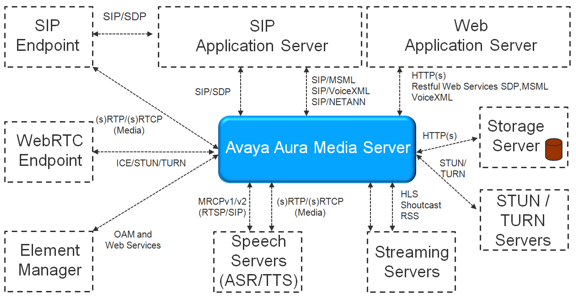 SIP
Endpoint
SIP/SDP
SIP
Application Server
Web
Application Server
SIP/SDP
SIP/MSML
SIP/VoiceXML
SIP/NETANN
HTTP(s)
Restful Web Services SDP,MSML
VoiceXML
(s)RTP/(s)RTCP
(Media)
WebRTC
Endpoint
ICE/STUN/TURN
Avaya Aura Media Server
HTTP(s)
Storage
Server
STUN/
TURN
STUN /
TURN
Servers
OAM and
Web Services
Element
Manager
MRCPv1/v2
(RTSP/SIP)
(s)RTP/(s)RTCP
(Media)
HLS
Shoutcast
RSS
Speech
Servers
(ASR/TTS)
Streaming
Servers